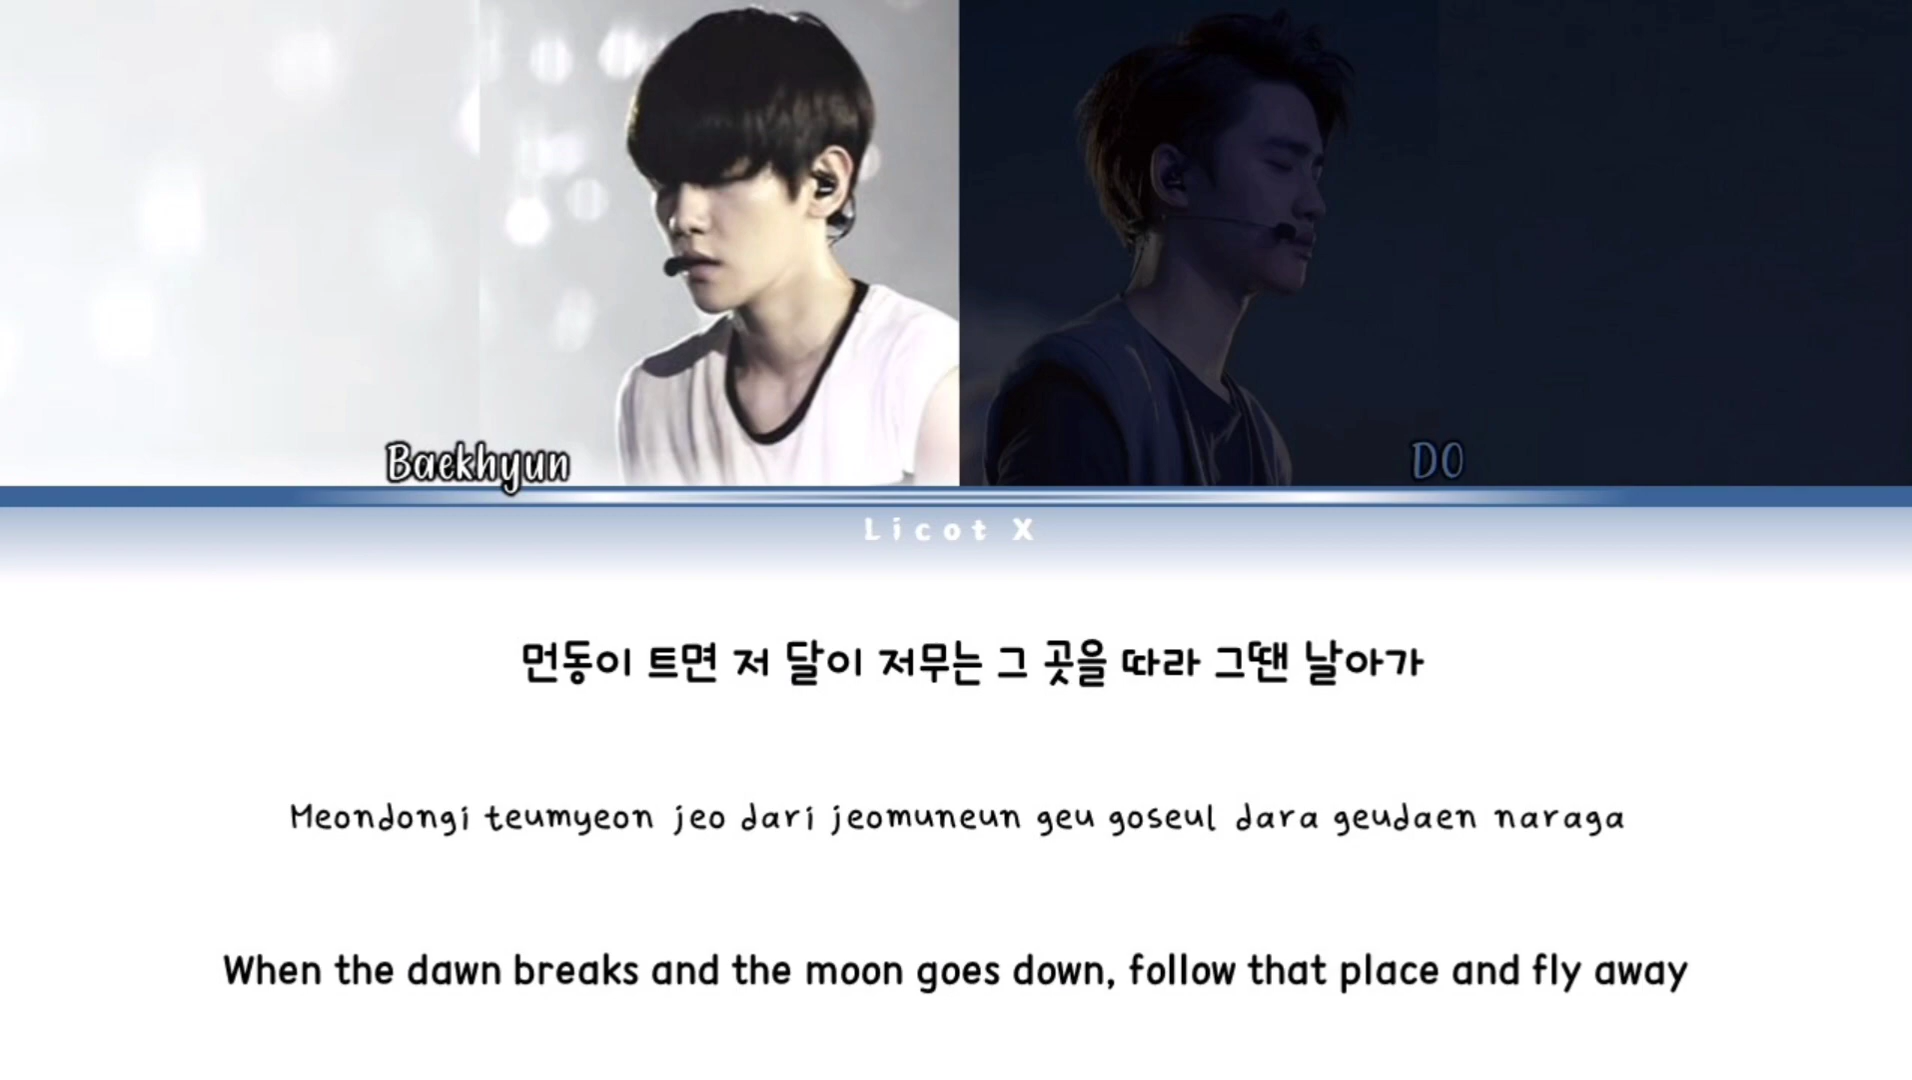 Baekhyun
DO
Licot X
먼동이 트면 저 달이 저무는 그 곳을 따라 그땐 날아가
Meondongi teumyeon jeo dari jeomuneun geu goseul dara geudaen naraga
When the dawn breaks and the moon goes down, follow that place and fly away